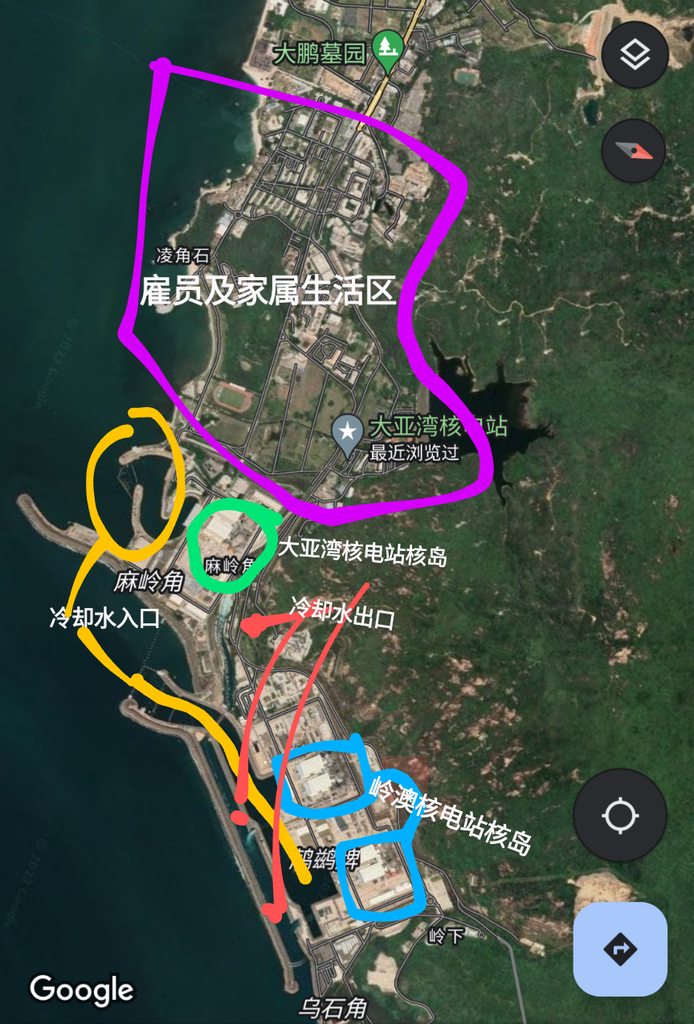 大鹏墓园
凌角石
雇员及家属生活区
大亚湾核电站
最近浏览过
大亚湾核电站核岛
麻岭角
麻岭角
冷却水入口
冷却水出口
岭澳核电站核岛
岭下
Google
乌石角